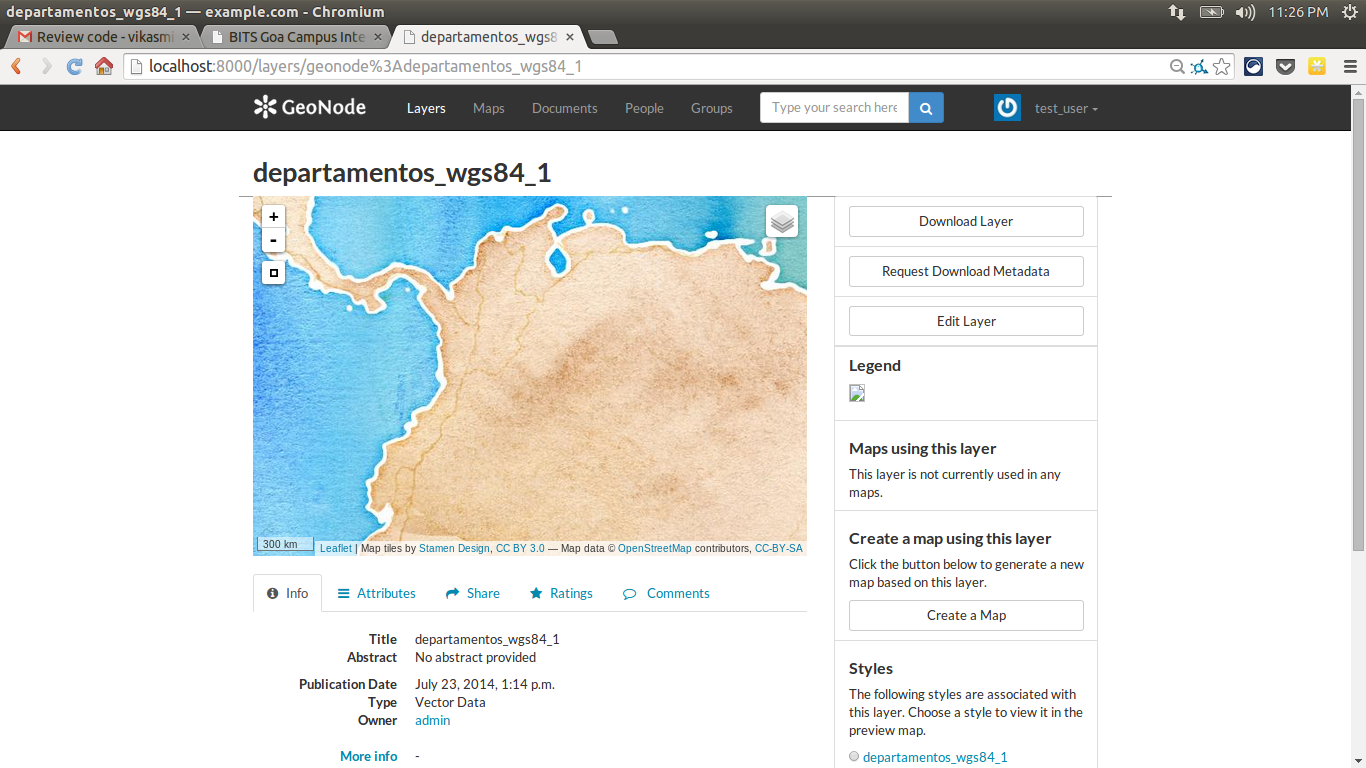 departamentos_wgs84_1 — example.com - Chromium
11:26 PM
Review code - vikasmi
BITS Goa Campus Inte
departamentos_wgs8
localhost:8000/layers/geonode%3Adepartamentos_wgs84_1
GeoNode
Layers
Maps
Documents
People
Groups
Type your search here
test_user
departamentos_wgs84_1
+
-
300 km
Leaflet | Map tiles by Stamen Design, CC BY 3.0 — Map data © OpenStreetMap contributors, CC-BY-SA
Info
Attributes
Share
Ratings
Comments
Title departamentos_wgs84_1
Abstract No abstract provided
Publication Date July 23, 2014, 1:14 p.m.
Type Vector Data
Owner admin
More info -
Download Layer
Request Download Metadata
Edit Layer
Legend
Maps using this layer
This layer is not currently used in any
maps.
Create a map using this layer
Click the button below to generate a new
map based on this layer.
Create a Map
Styles
The following styles are associated with
this layer. Choose a style to view it in the
preview map.
departamentos_wgs84_1